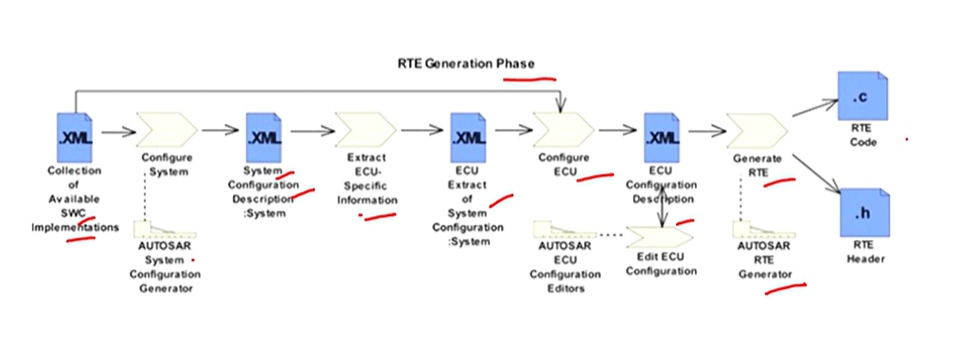 RTE Generation Phase
.XML
Collection
of
Available
SWC
Implementations
Configure
System
AUTOSAR
System
Configuration
Generator
.XML
System
Configuration
Description
:System
Extract
ECU-
Specific
Information
.XML
ECU
Extract
of
System
Configuration
:System
Configure
ECU
AUTOSAR
ECU
Configuration
Editors
.XML
ECU
Configuration
Description
Edit ECU
Configuration
Generate
RTE
AUTOSAR
RTE
Generator
.c
RTE
Code
.h
RTE
Header